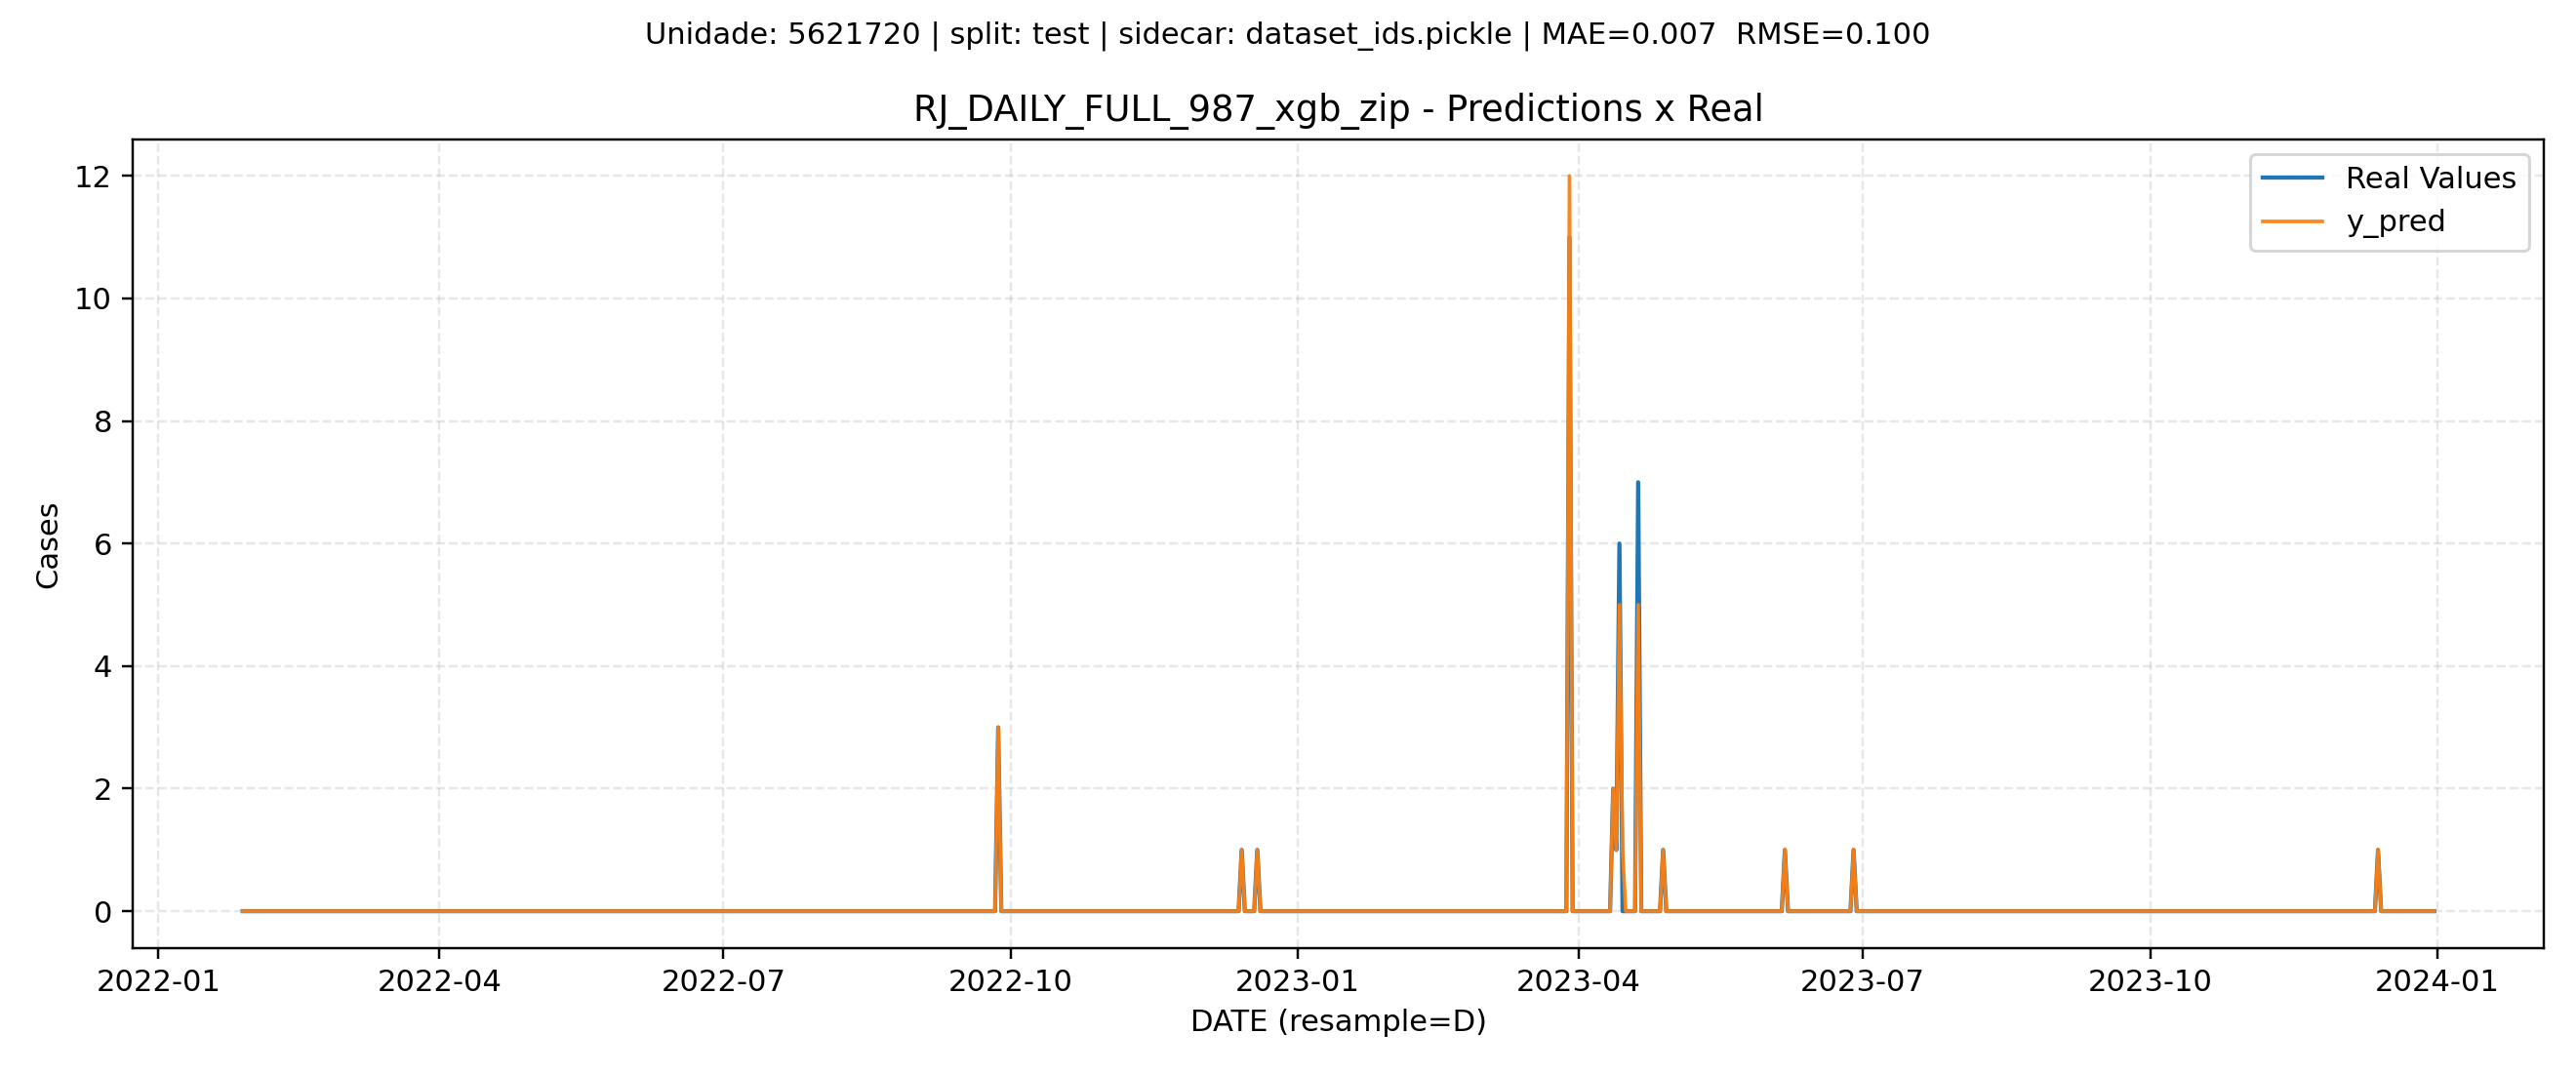 Unidade: 5621720 | split: test | sidecar: dataset_ids.pickle | MAE=0.007  RMSE=0.100
RJ_DAILY_FULL_987_xgb_zip - Predictions x Real
Real Values
y_pred
12
10
8
6
4
2
0
Cases
2022-01
2022-04
2022-07
2022-10
2023-01
2023-04
2023-07
2023-10
2024-01
DATE (resample=D)